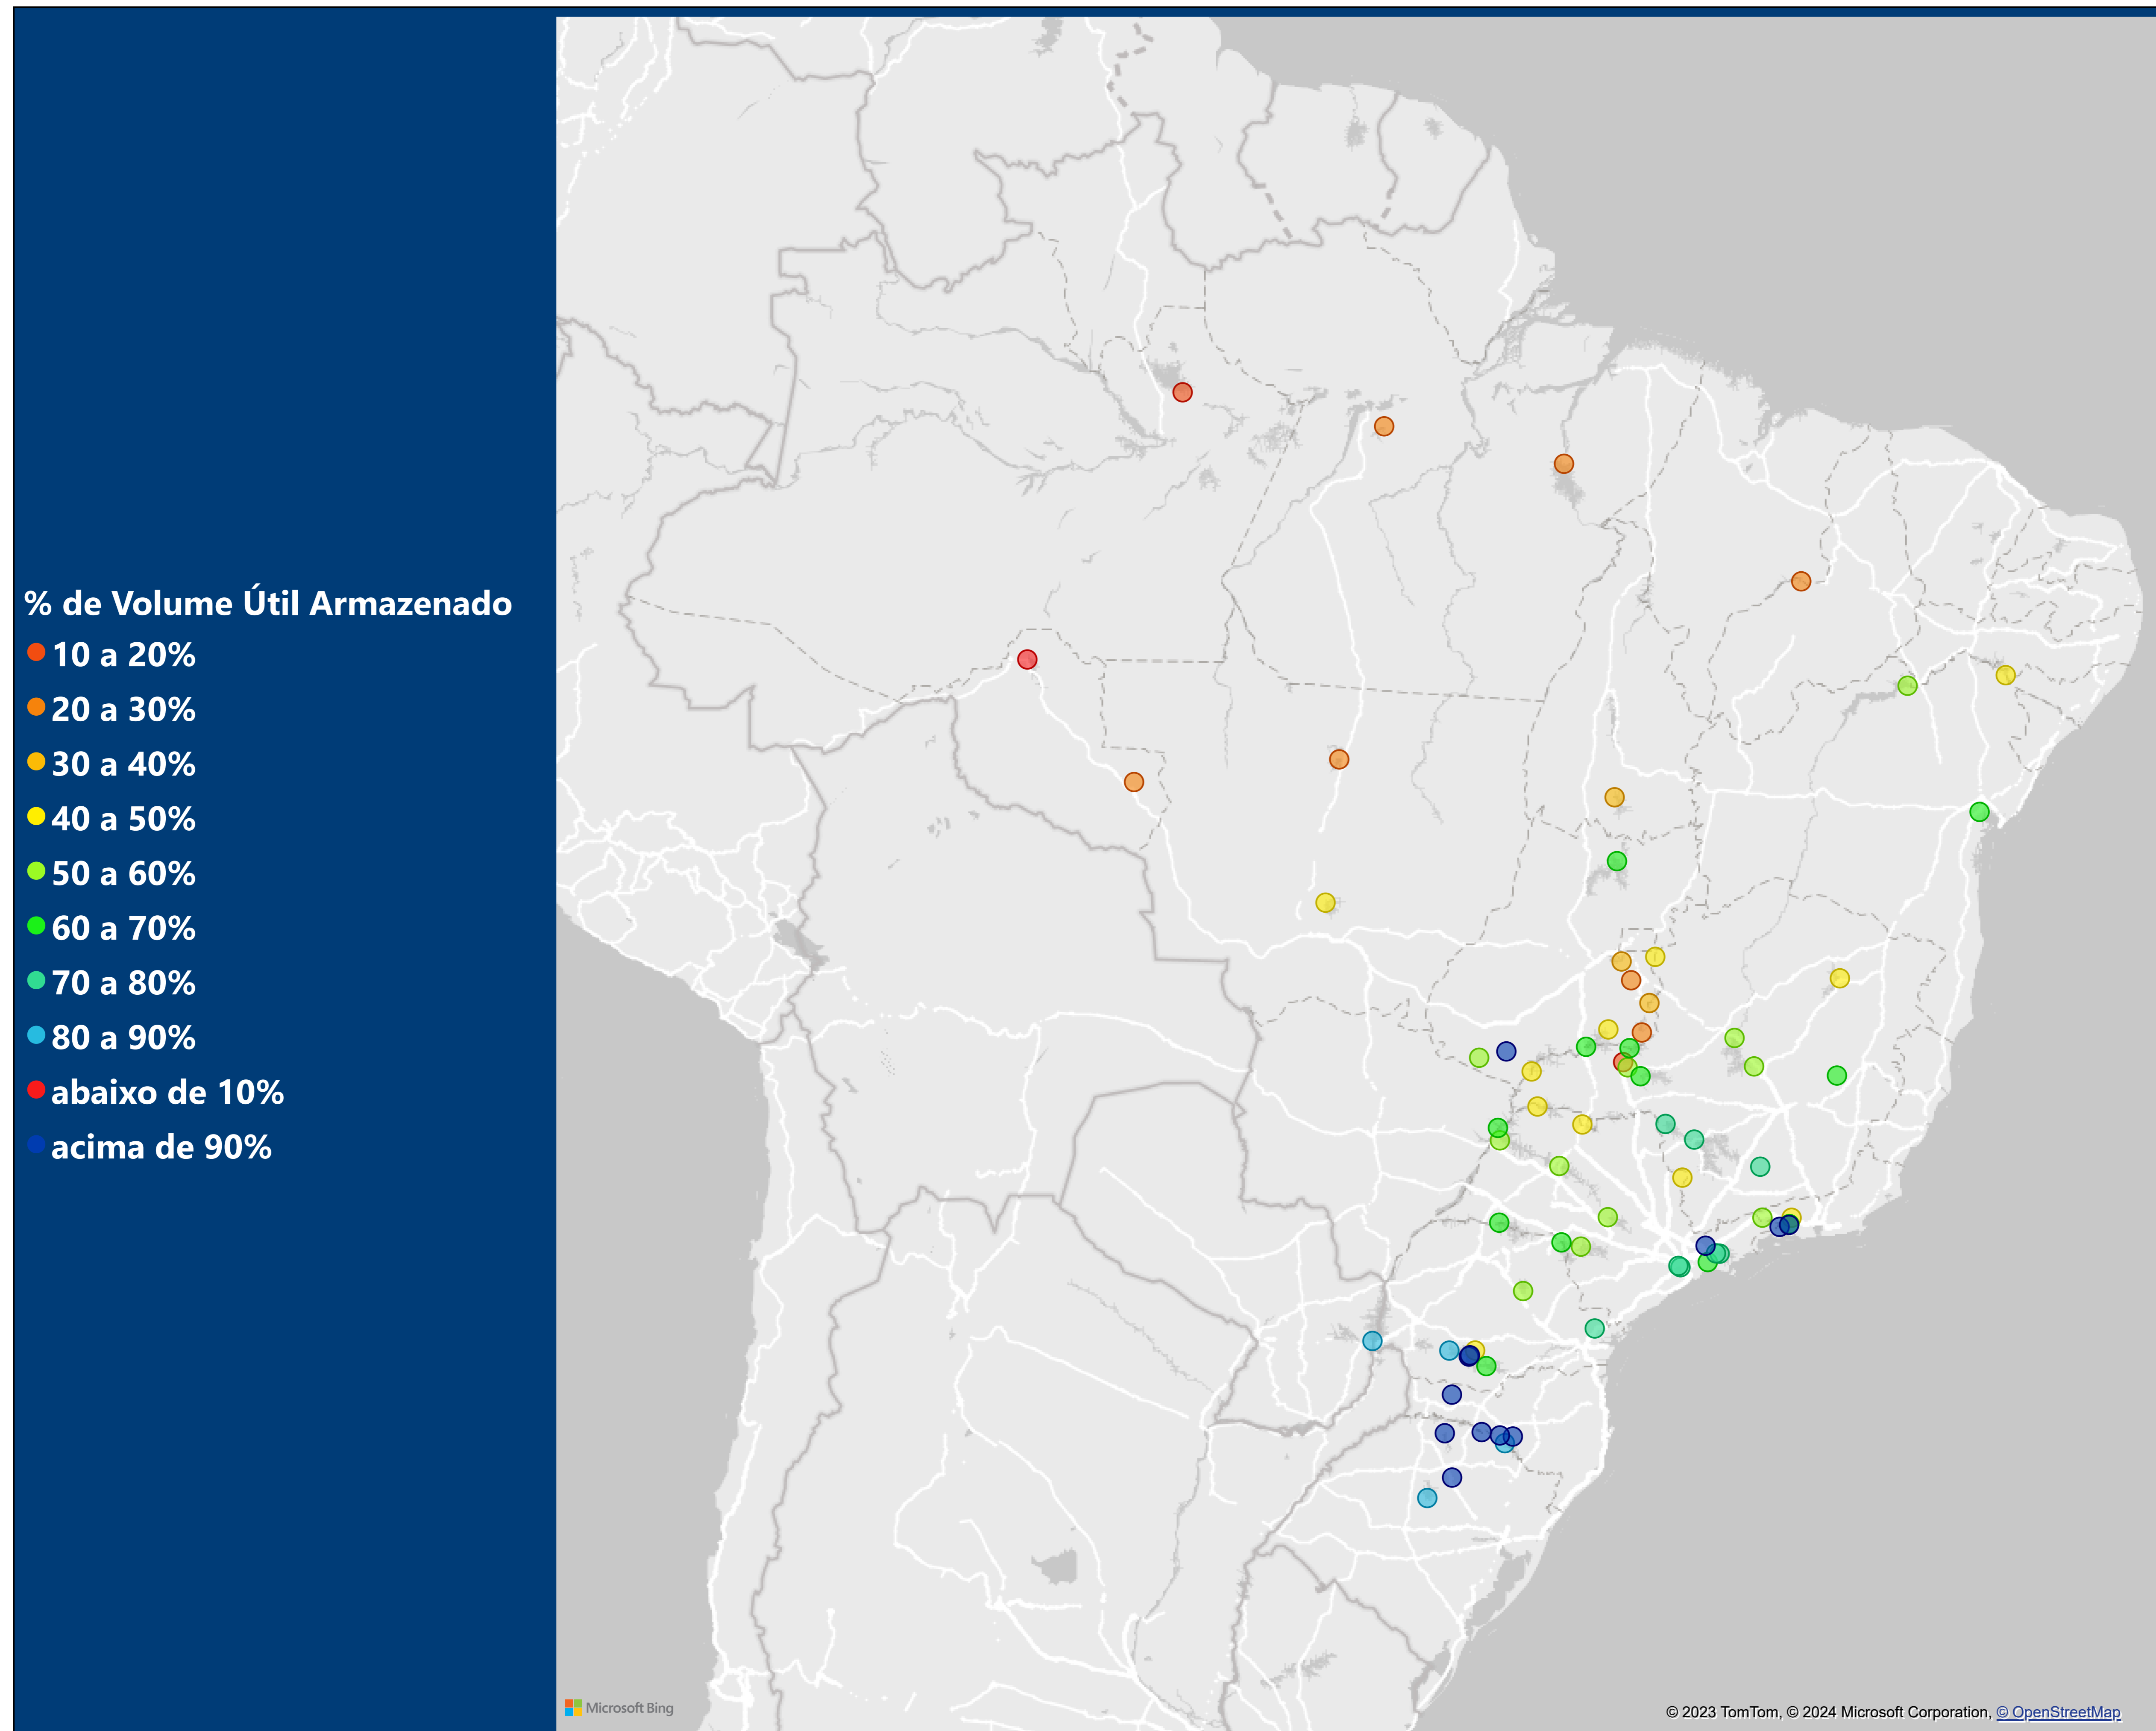 % de Volume Útil Armazenado
10 a 20%
20 a 30%
30 a 40%
40 a 50%
50 a 60%
60 a 70%
70 a 80%
80 a 90%
abaixo de 10%
acima de 90%
Microsoft Bing
© 2023 TomTom, © 2024 Microsoft Corporation, © OpenStreetMap